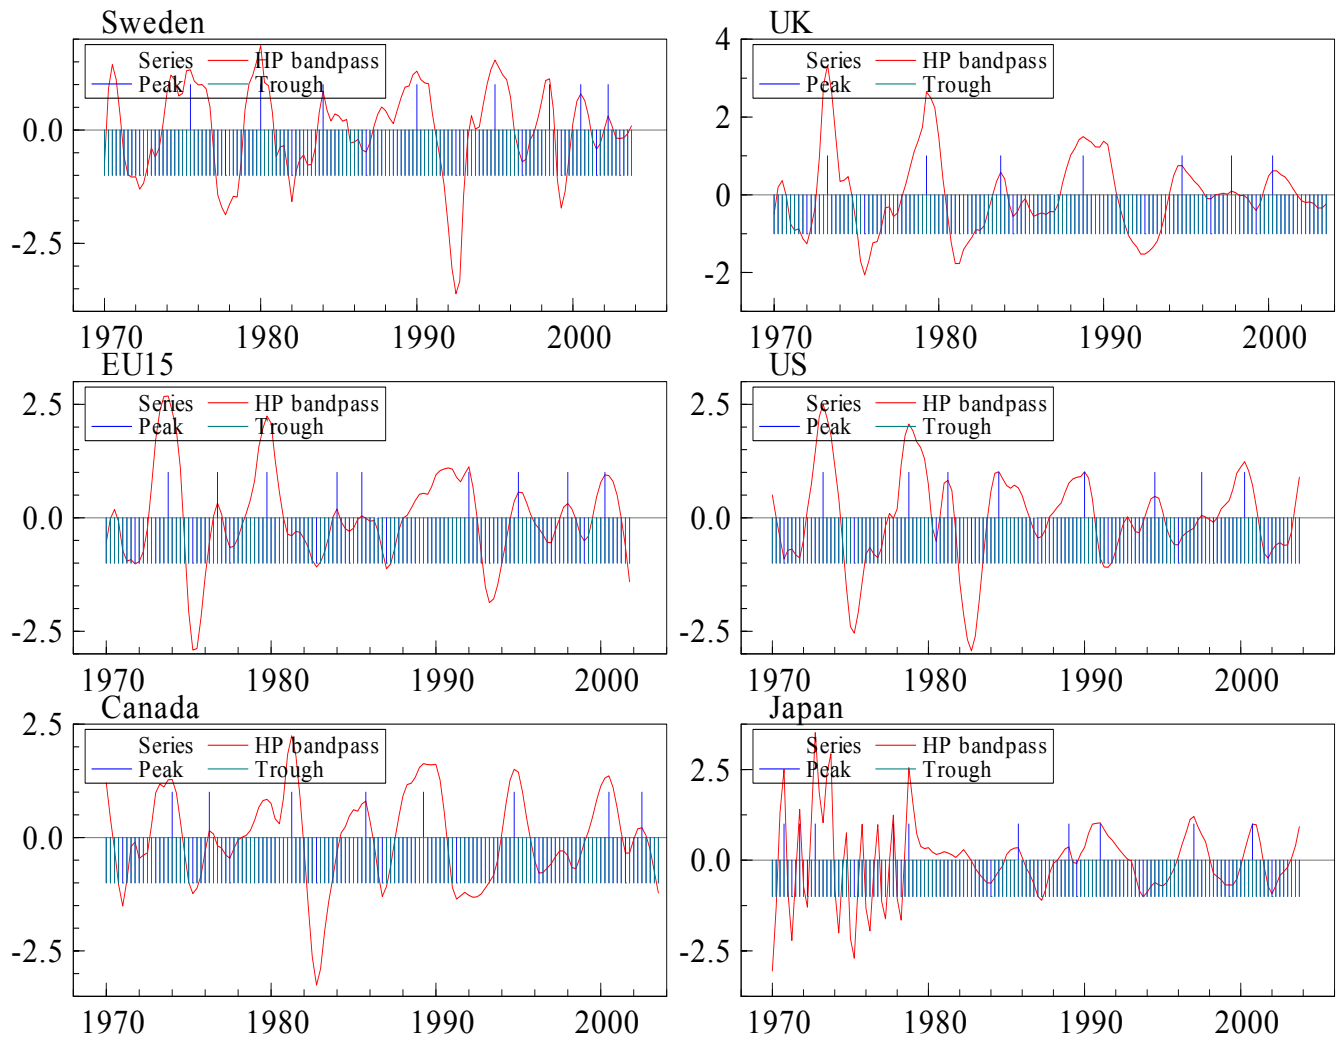 Sweden
Series HP bandpass
Peak Trough
0.0
-2.5
1970 1980 1990 2000
UK
Series HP bandpass
Peak Trough
4
2
0
-2
1970 1980 1990 2000
EU15
Series HP bandpass
Peak Trough
2.5
0.0
-2.5
1970 1980 1990 2000
US
Series HP bandpass
Peak Trough
2.5
0.0
-2.5
1970 1980 1990 2000
Canada
Series HP bandpass
Peak Trough
2.5
0.0
-2.5
1970 1980 1990 2000
Japan
Series HP bandpass
Peak Trough
2.5
0.0
-2.5
1970 1980 1990 2000